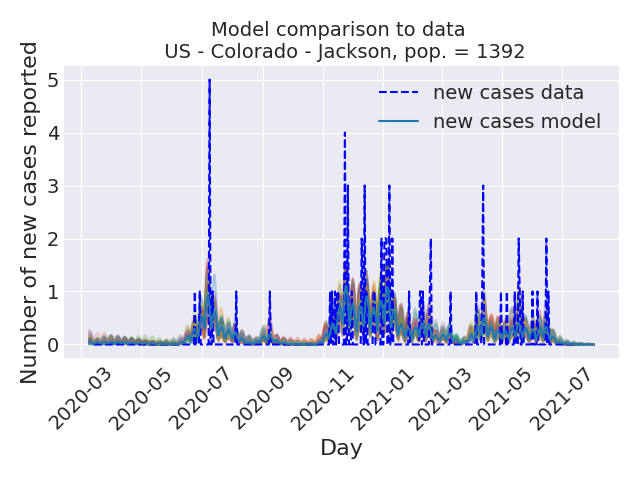 Model comparison to data
US - Colorado - Jackson, pop. = 1392
Number of new cases reported
5
4
3
2
1
0
new cases data
new cases model
2020-03
2020-05
2020-07
2020-09
2020-11
2021-01
2021-03
2021-05
2021-07
Day